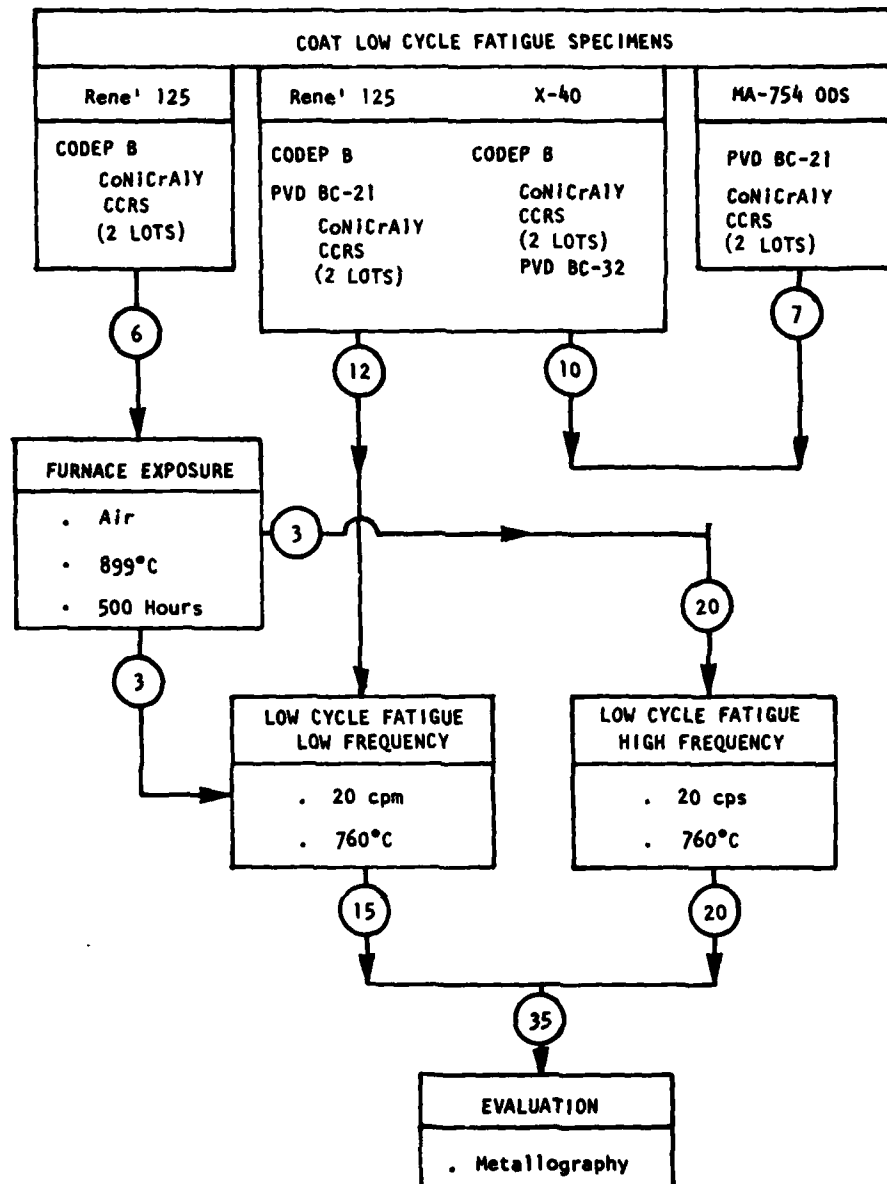 COAT LOW CYCLE FATIGUE SPECIMENS
Rene' 125
CODEP B
CoNiCrAlY
CCRS
(2 LOTS)
Rene' 125 X-40
CODEP B
PVD BC-21
CoNiCrAlY
CCRS
(2 LOTS)
CODEP B
CoNiCrAlY
CCRS
(2 LOTS)
PVD BC-32
MA-754 ODS
PVD BC-21
CoNiCrAlY
CCRS
(2 LOTS)
6
12
10
7
FURNACE EXPOSURE
. Air
. 899°C
. 500 Hours
3
20
3
LOW CYCLE FATIGUE
LOW FREQUENCY
. 20 cpm
. 760°C
LOW CYCLE FATIGUE
HIGH FREQUENCY
. 20 cps
. 760°C
15
20
35
EVALUATION
. Metallography